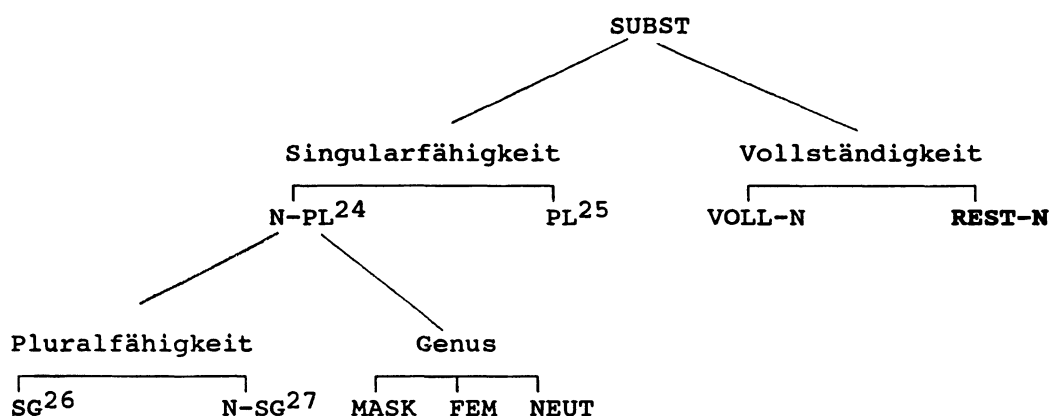 SUBST
Singularfähigkeit Vollständigkeit
N-PL24 PL25 VOLL-N REST-N
Pluralfähigkeit Genus
SG26 N-SG27 MASK FEM NEUT